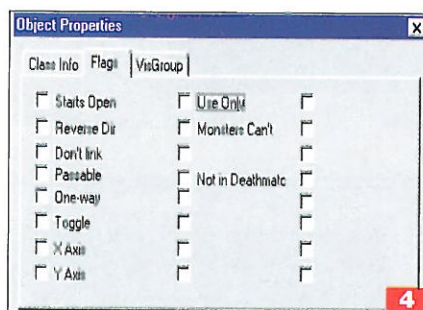 Object Properties
Class Info Flags VisGroup
Starts Open
Reverse Dir
Don't link
Passable
One-way
Toggle
X Axis
Y Axis
Use Only
Monsters Can't
Not in Deathmatc
4